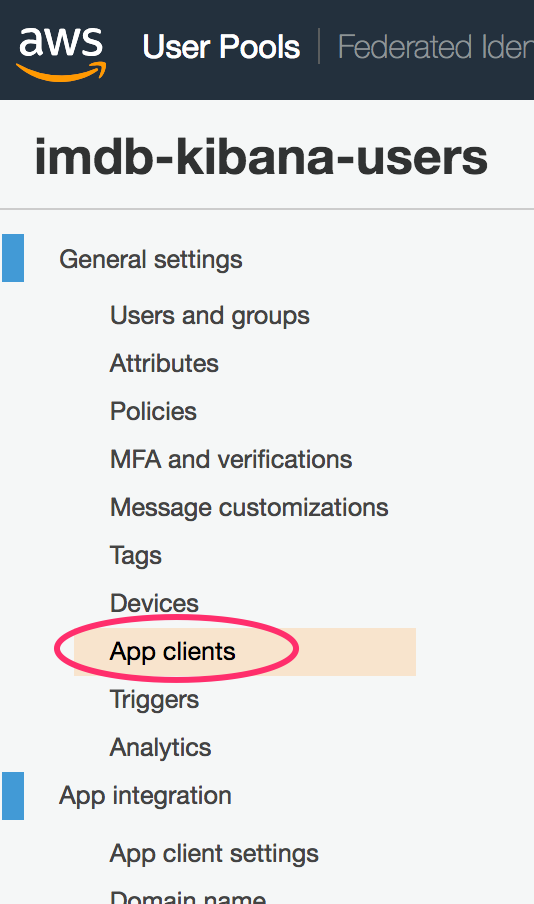 aws User Pools Federated Iden
imdb-kibana-users
General settings
Users and groups
Attributes
Policies
MFA and verifications
Message customizations
Tags
Devices
App clients
Triggers
Analytics
App integration
App client settings
Domain name